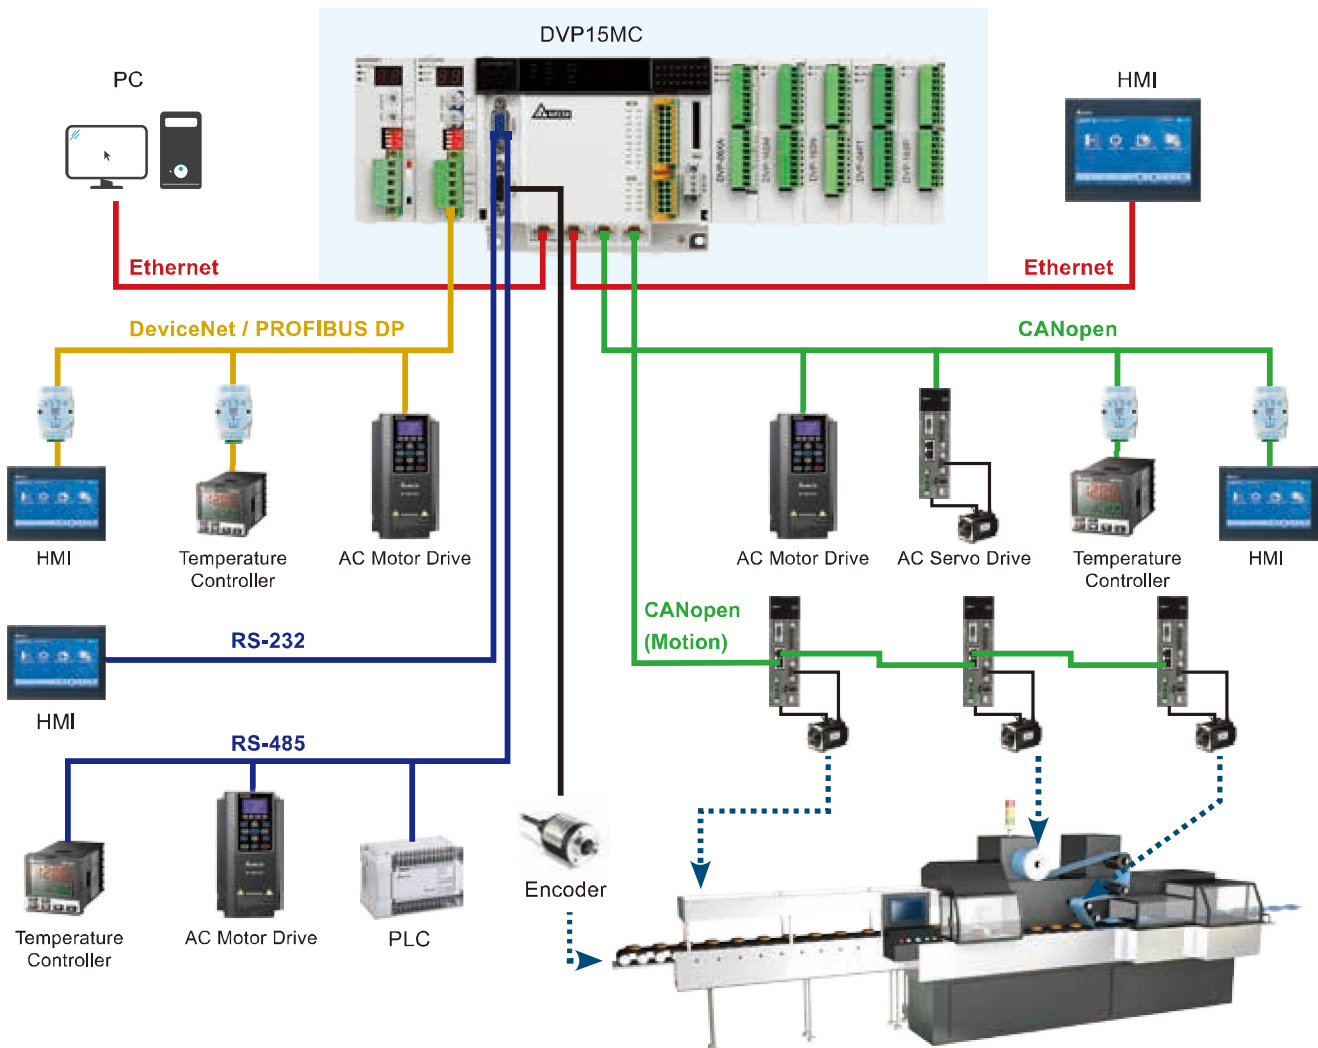 DVP15MC
PC
HMI
Ethernet
Ethernet
DeviceNet / PROFIBUS DP
CANopen
HMI
Temperature
Controller
AC Motor Drive
AC Motor Drive
AC Servo Drive
Temperature
Controller
HMI
CANopen
(Motion)
RS-232
HMI
RS-485
Encoder
Temperature
Controller
AC Motor Drive
PLC